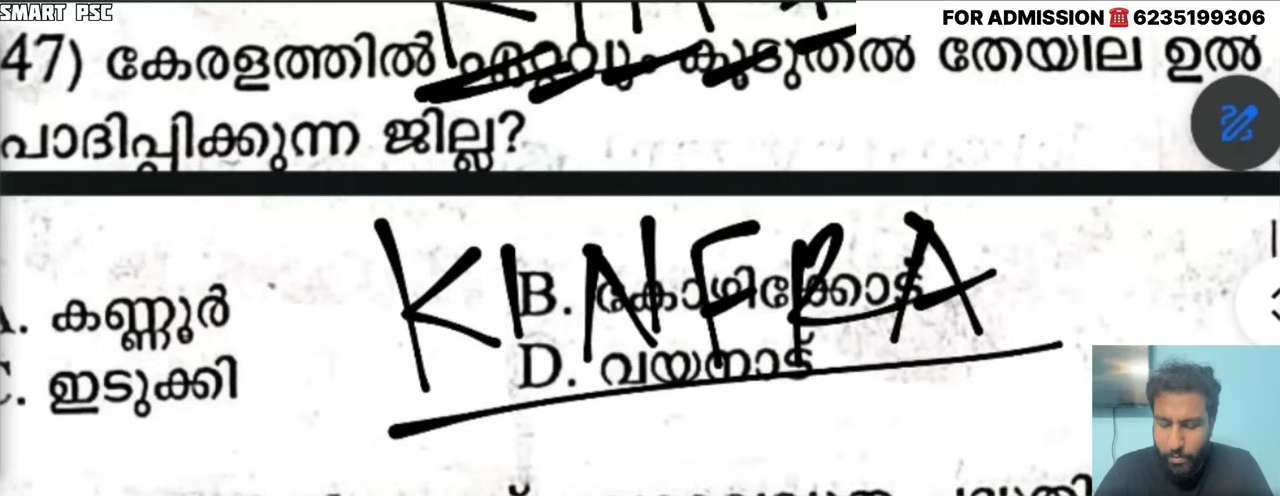 SMART PSC
FOR ADMISSION ☎️ 6235199306
47) കേരളത്തിൽ ഏറ്റവും കൂടുതൽ തേയില ഉൽ
പാദിപ്പിക്കുന്ന ജില്ല?
KINFRA
A. കണ്ണൂർ B. കോഴിക്കോട്
C. ഇടുക്കി D. വയനാട്